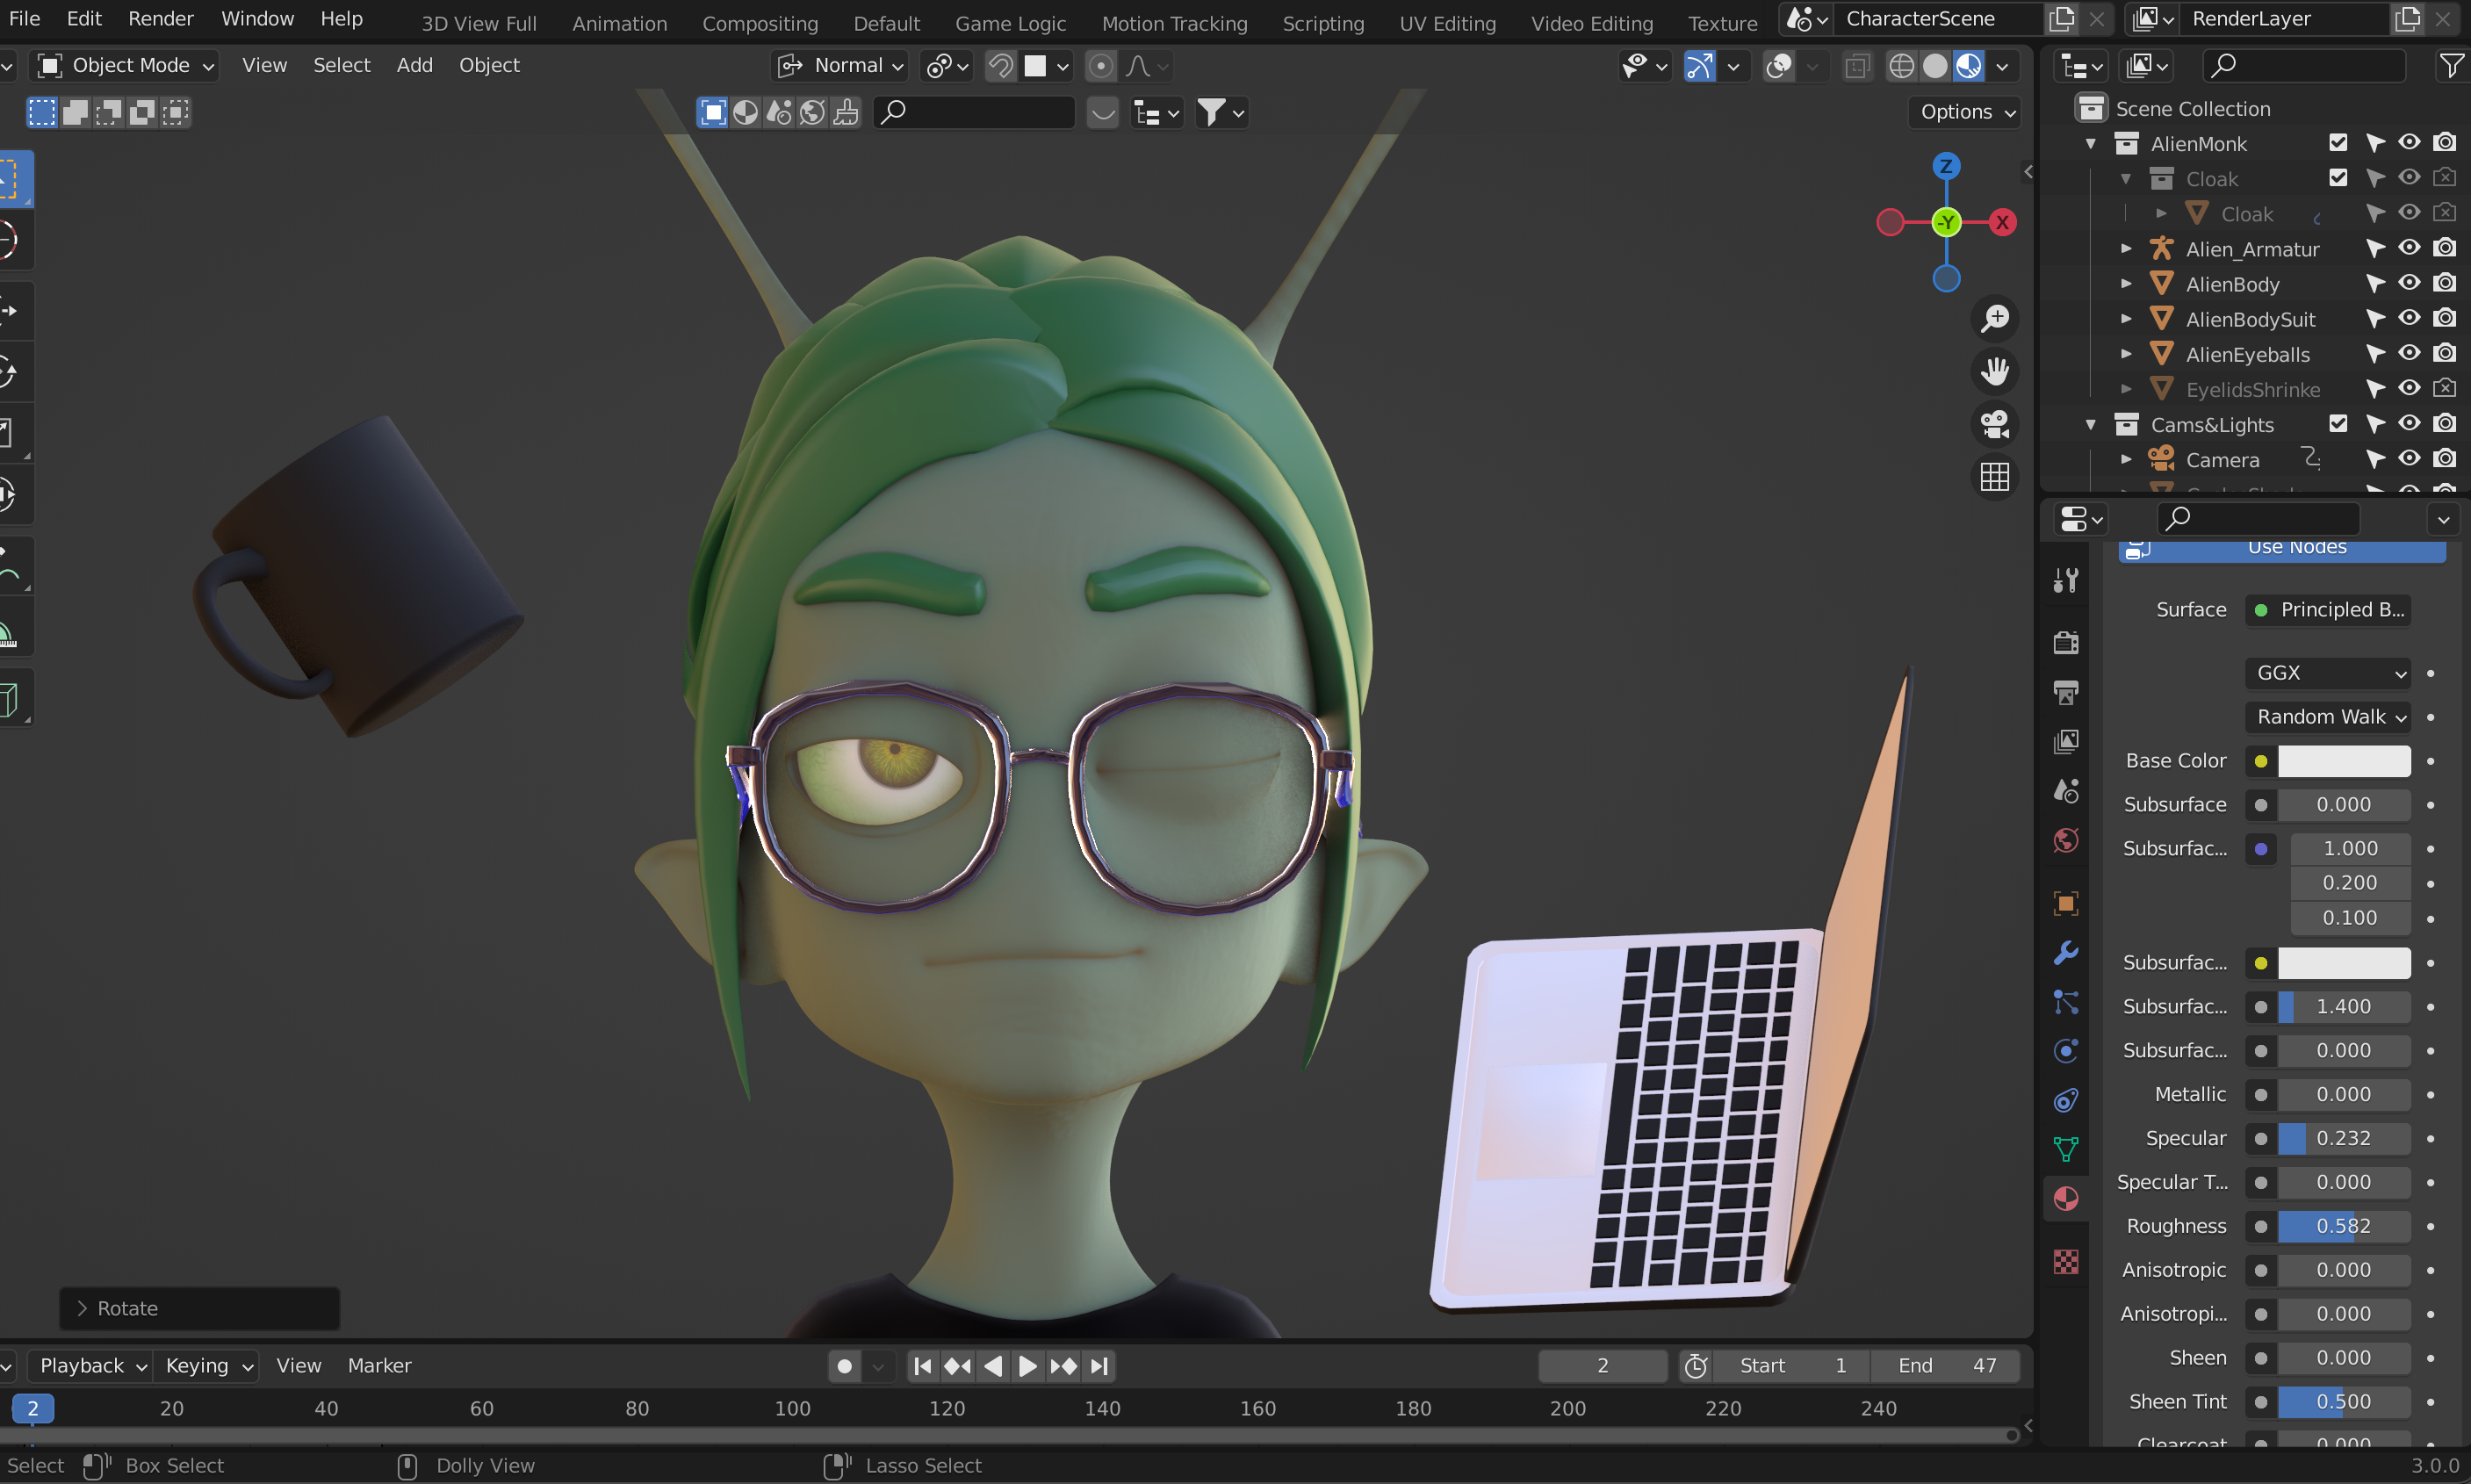 File Edit Render Window Help
3D View Full Animation Compositing Default Game Logic Motion Tracking Scripting UV Editing Video Editing Texture
CharacterScene
RenderLayer
Object Mode View Select Add Object
Normal
Options
Z
-Y
X
Scene Collection
AlienMonk
Cloak
Cloak
Alien_Armatur
AlienBody
AlienBodySuit
AlienEyeballs
EyelidsShrinke
Cams&Lights
Camera
Use Nodes
Surface Principled B...
GGX
Random Walk
Base Color
Subsurface 0.000
Subsurfac... 1.000
0.200
0.100
Subsurfac...
Subsurfac... 1.400
Subsurfac... 0.000
Metallic 0.000
Specular 0.232
Specular T... 0.000
Roughness 0.582
Anisotropic 0.000
Anisotropi... 0.000
Sheen 0.000
Sheen Tint 0.500
Clearcoat 0.000
Rotate
Playback Keying View Marker
2
Start 1
End 47
2 20 40 60 80 100 120 140 160 180 200 220 240
Select Box Select Dolly View Lasso Select
3.0.0